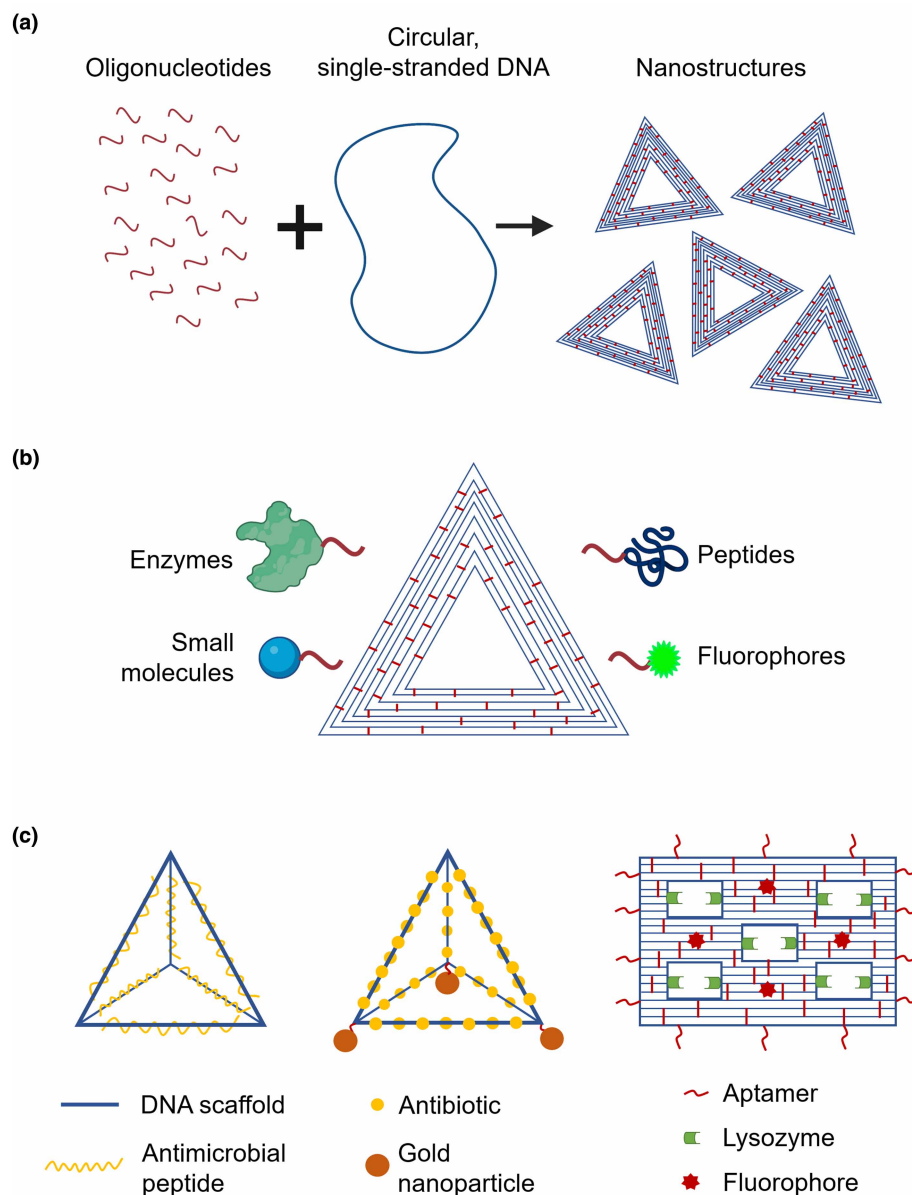 (a)
Oligonucleotides
Circular,
single-stranded DNA
Nanostructures
(b)
Enzymes
Peptides
Small
molecules
Fluorophores
(c)
DNA scaffold
Antimicrobial
peptide
Antibiotic
Gold
nanoparticle
Aptamer
Lysozyme
Fluorophore